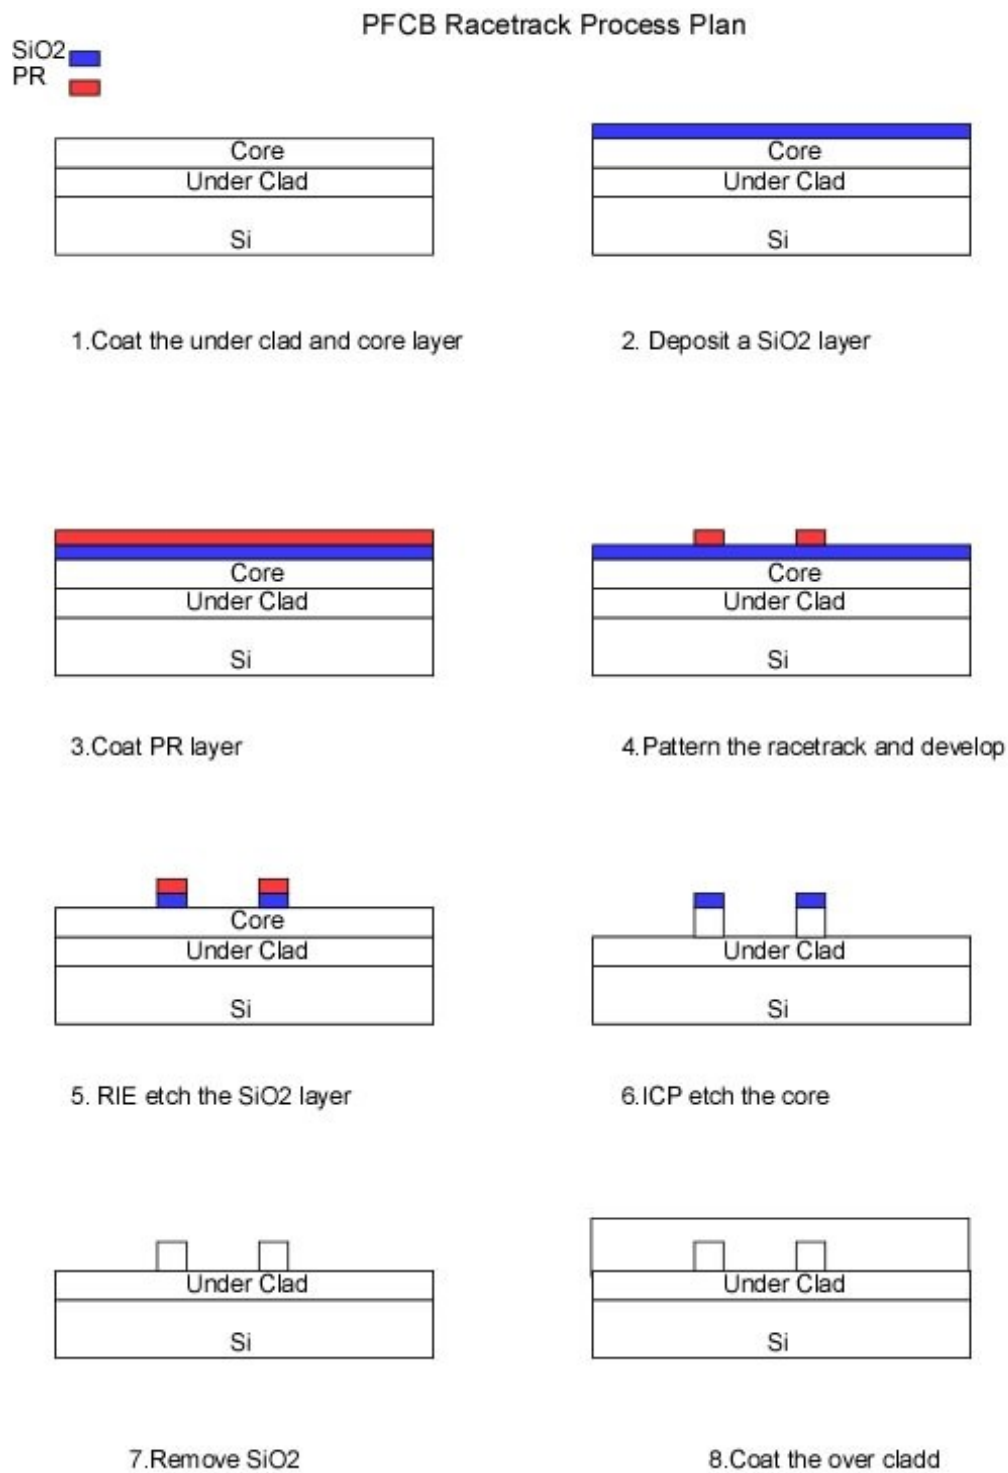 PFCB Racetrack Process Plan
SiO2
PR
Core
Under Clad
Si
1.Coat the under clad and core layer
Core
Under Clad
Si
2. Deposit a SiO2 layer
Core
Under Clad
Si
3.Coat PR layer
Core
Under Clad
Si
4.Pattern the racetrack and develop
Core
Under Clad
Si
5. RIE etch the SiO2 layer
Under Clad
Si
6.ICP etch the core
Under Clad
Si
7.Remove SiO2
Under Clad
Si
8.Coat the over cladd